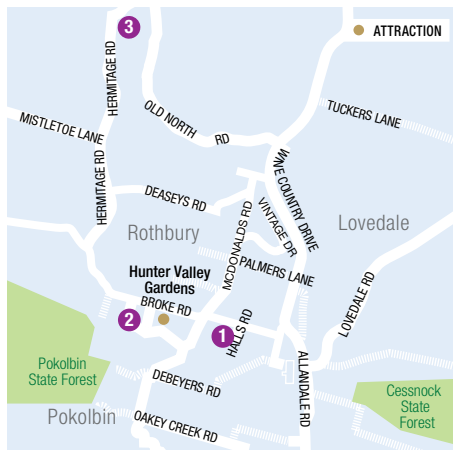 3
ATTRACTION
HERMITAGE RD
OLD NORTH RD
TUCKERS LANE
MISTLETOE LANE
WINE COUNTRY DRIVE
HERMITAGE RD
DEASEYS RD
MCDONALDS RD
VINTAGE DR
Lovedale
Rothbury
PALMERS LANE
Hunter Valley
Gardens
BROKE RD
LOVEDALE RD
2
1
HALLS RD
ALLANDALE RD
Pokolbin
State Forest
DEBEYERS RD
Cessnock
State
Forest
Pokolbin
OAKEY CREEK RD